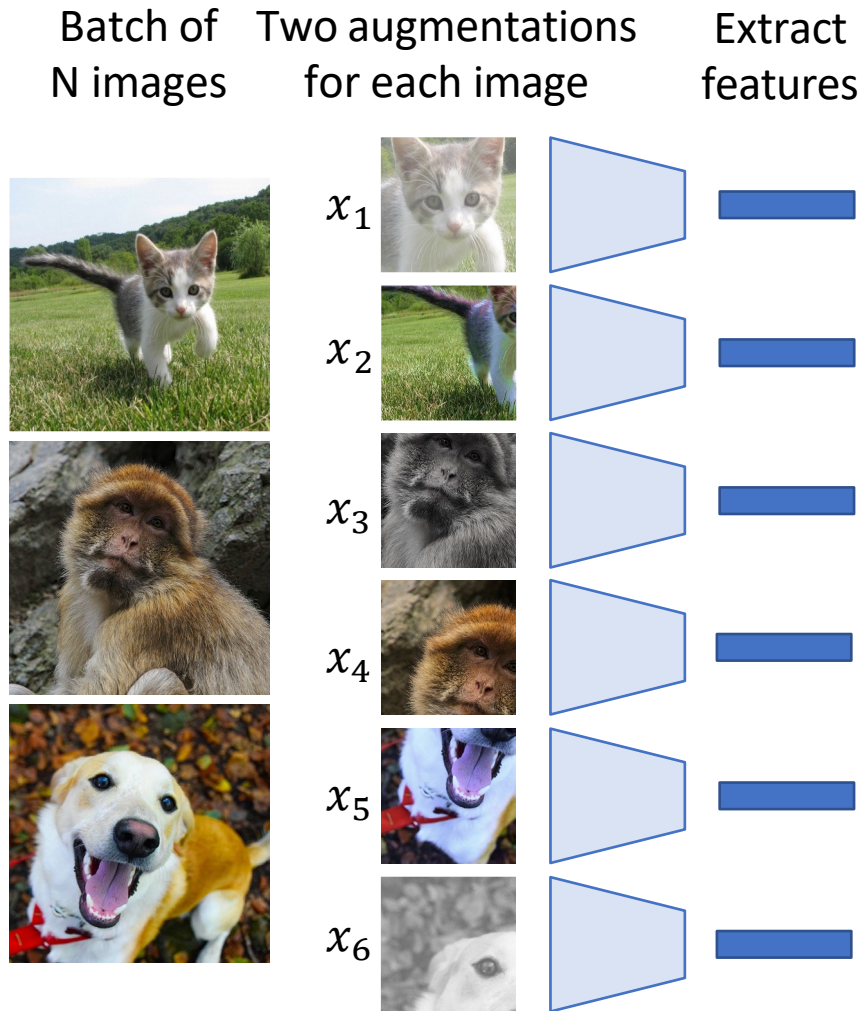 Batch of
N images
Two augmentations
for each image
Extract
features
x₁
x₂
x₃
x₄
x₅
x₆